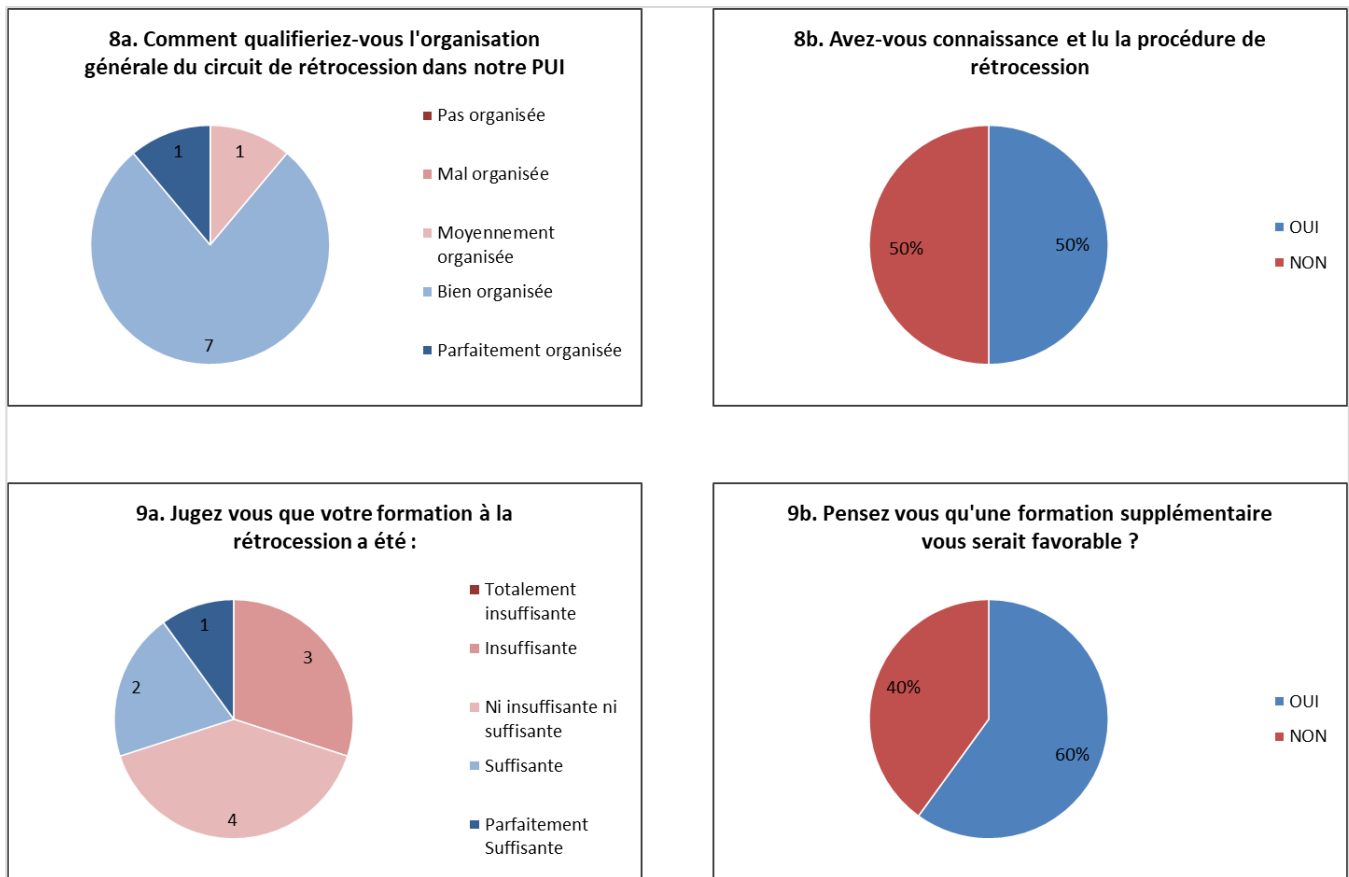 8a. Comment qualifieriez-vous l'organisation
générale du circuit de rétrocession dans notre PUI
Pas organisée
Mal organisée
Moyennement
organisée
Bien organisée
Parfaitement organisée
1
1
7
8b. Avez-vous connaissance et lu la procédure de
rétrocession
50%
50%
OUI
NON
9a. Jugez vous que votre formation à la
rétrocession a été :
Totalement
insuffisante
Insuffisante
Ni insuffisante ni
suffisante
Suffisante
Parfaitement
Suffisante
1
3
2
4
9b. Pensez vous qu'une formation supplémentaire
vous serait favorable ?
40%
60%
OUI
NON